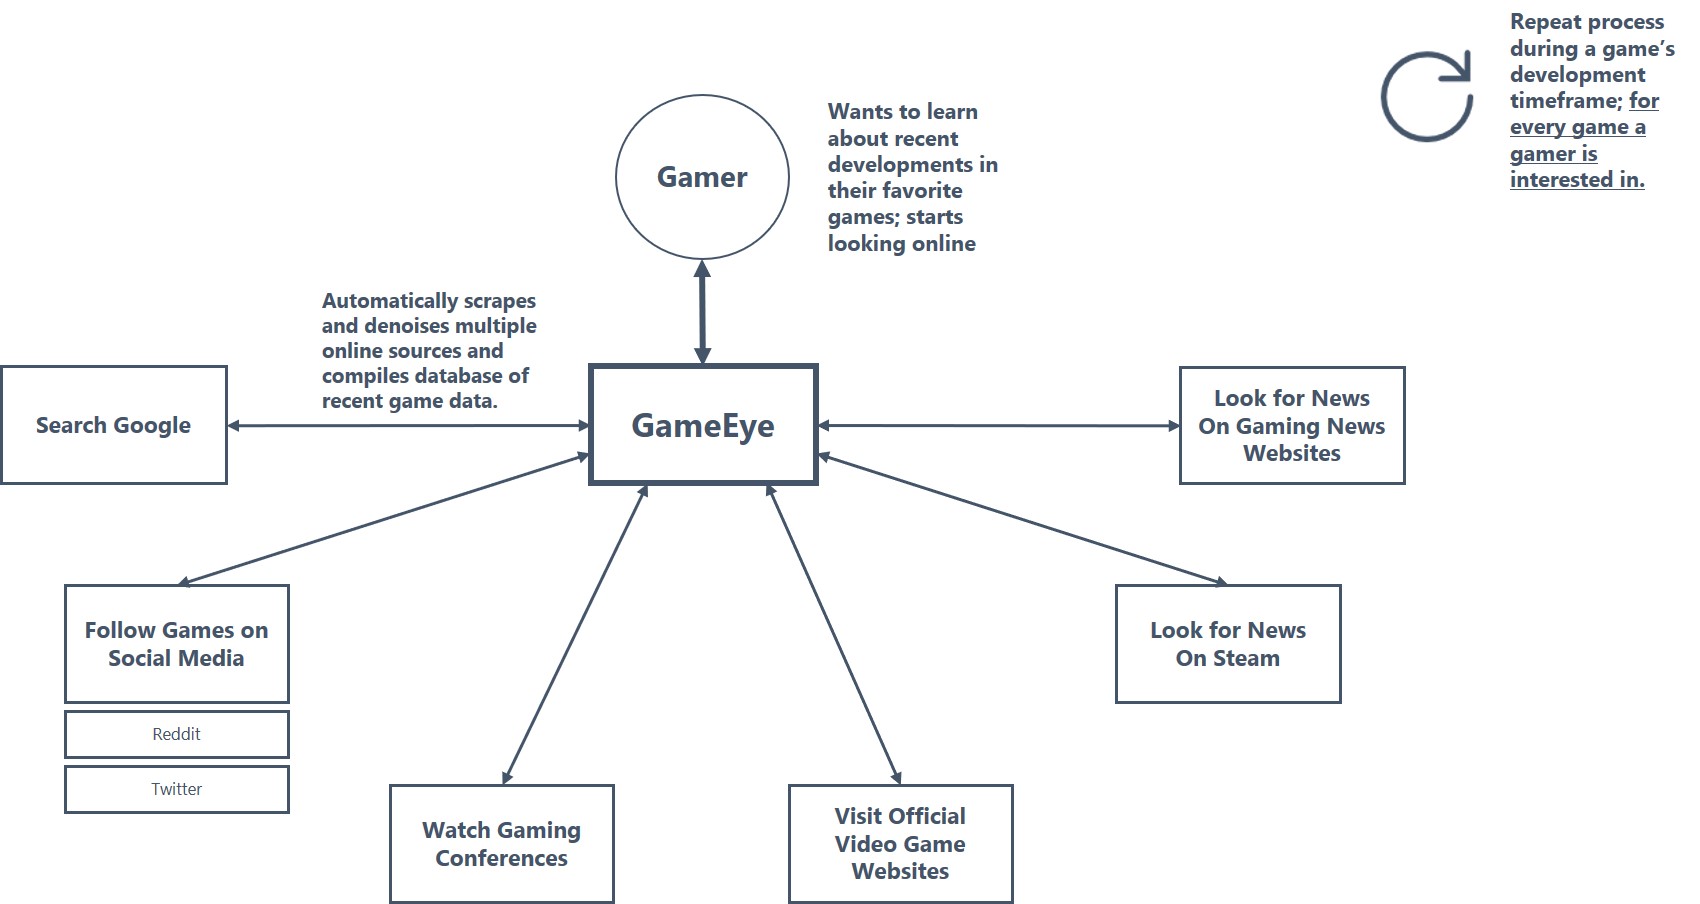 Repeat process
during a game’s
development
timeframe; for
every game a
gamer is
interested in.
Gamer
Wants to learn
about recent
developments in
their favorite
games; starts
looking online
Automatically scrapes
and denoises multiple
online sources and
compiles database of
recent game data.
Search Google
GameEye
Look for News
On Gaming News
Websites
Follow Games on
Social Media
Reddit
Twitter
Look for News
On Steam
Watch Gaming
Conferences
Visit Official
Video Game
Websites